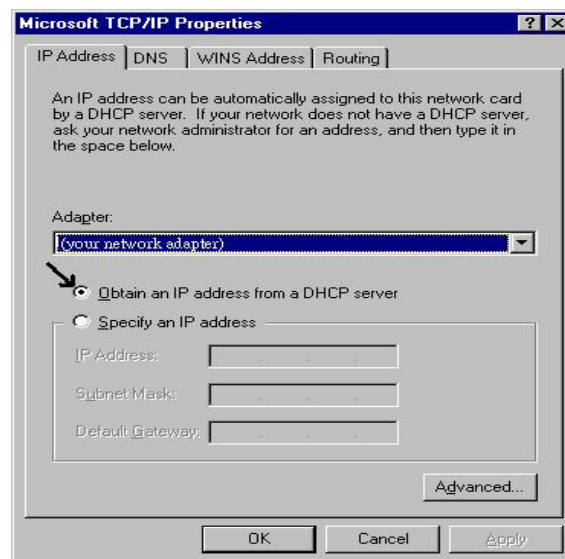 Microsoft TCP/IP Properties
IP Address DNS WINS Address Routing
An IP address can be automatically assigned to this network card
by a DHCP server. If your network does not have a DHCP server,
ask your network administrator for an address, and then type it in
the space below.
Adapter:
(your network adapter)
Obtain an IP address from a DHCP server
Specify an IP address
IP Address:
Subnet Mask:
Default Gateway:
Advanced...
OK Cancel Apply